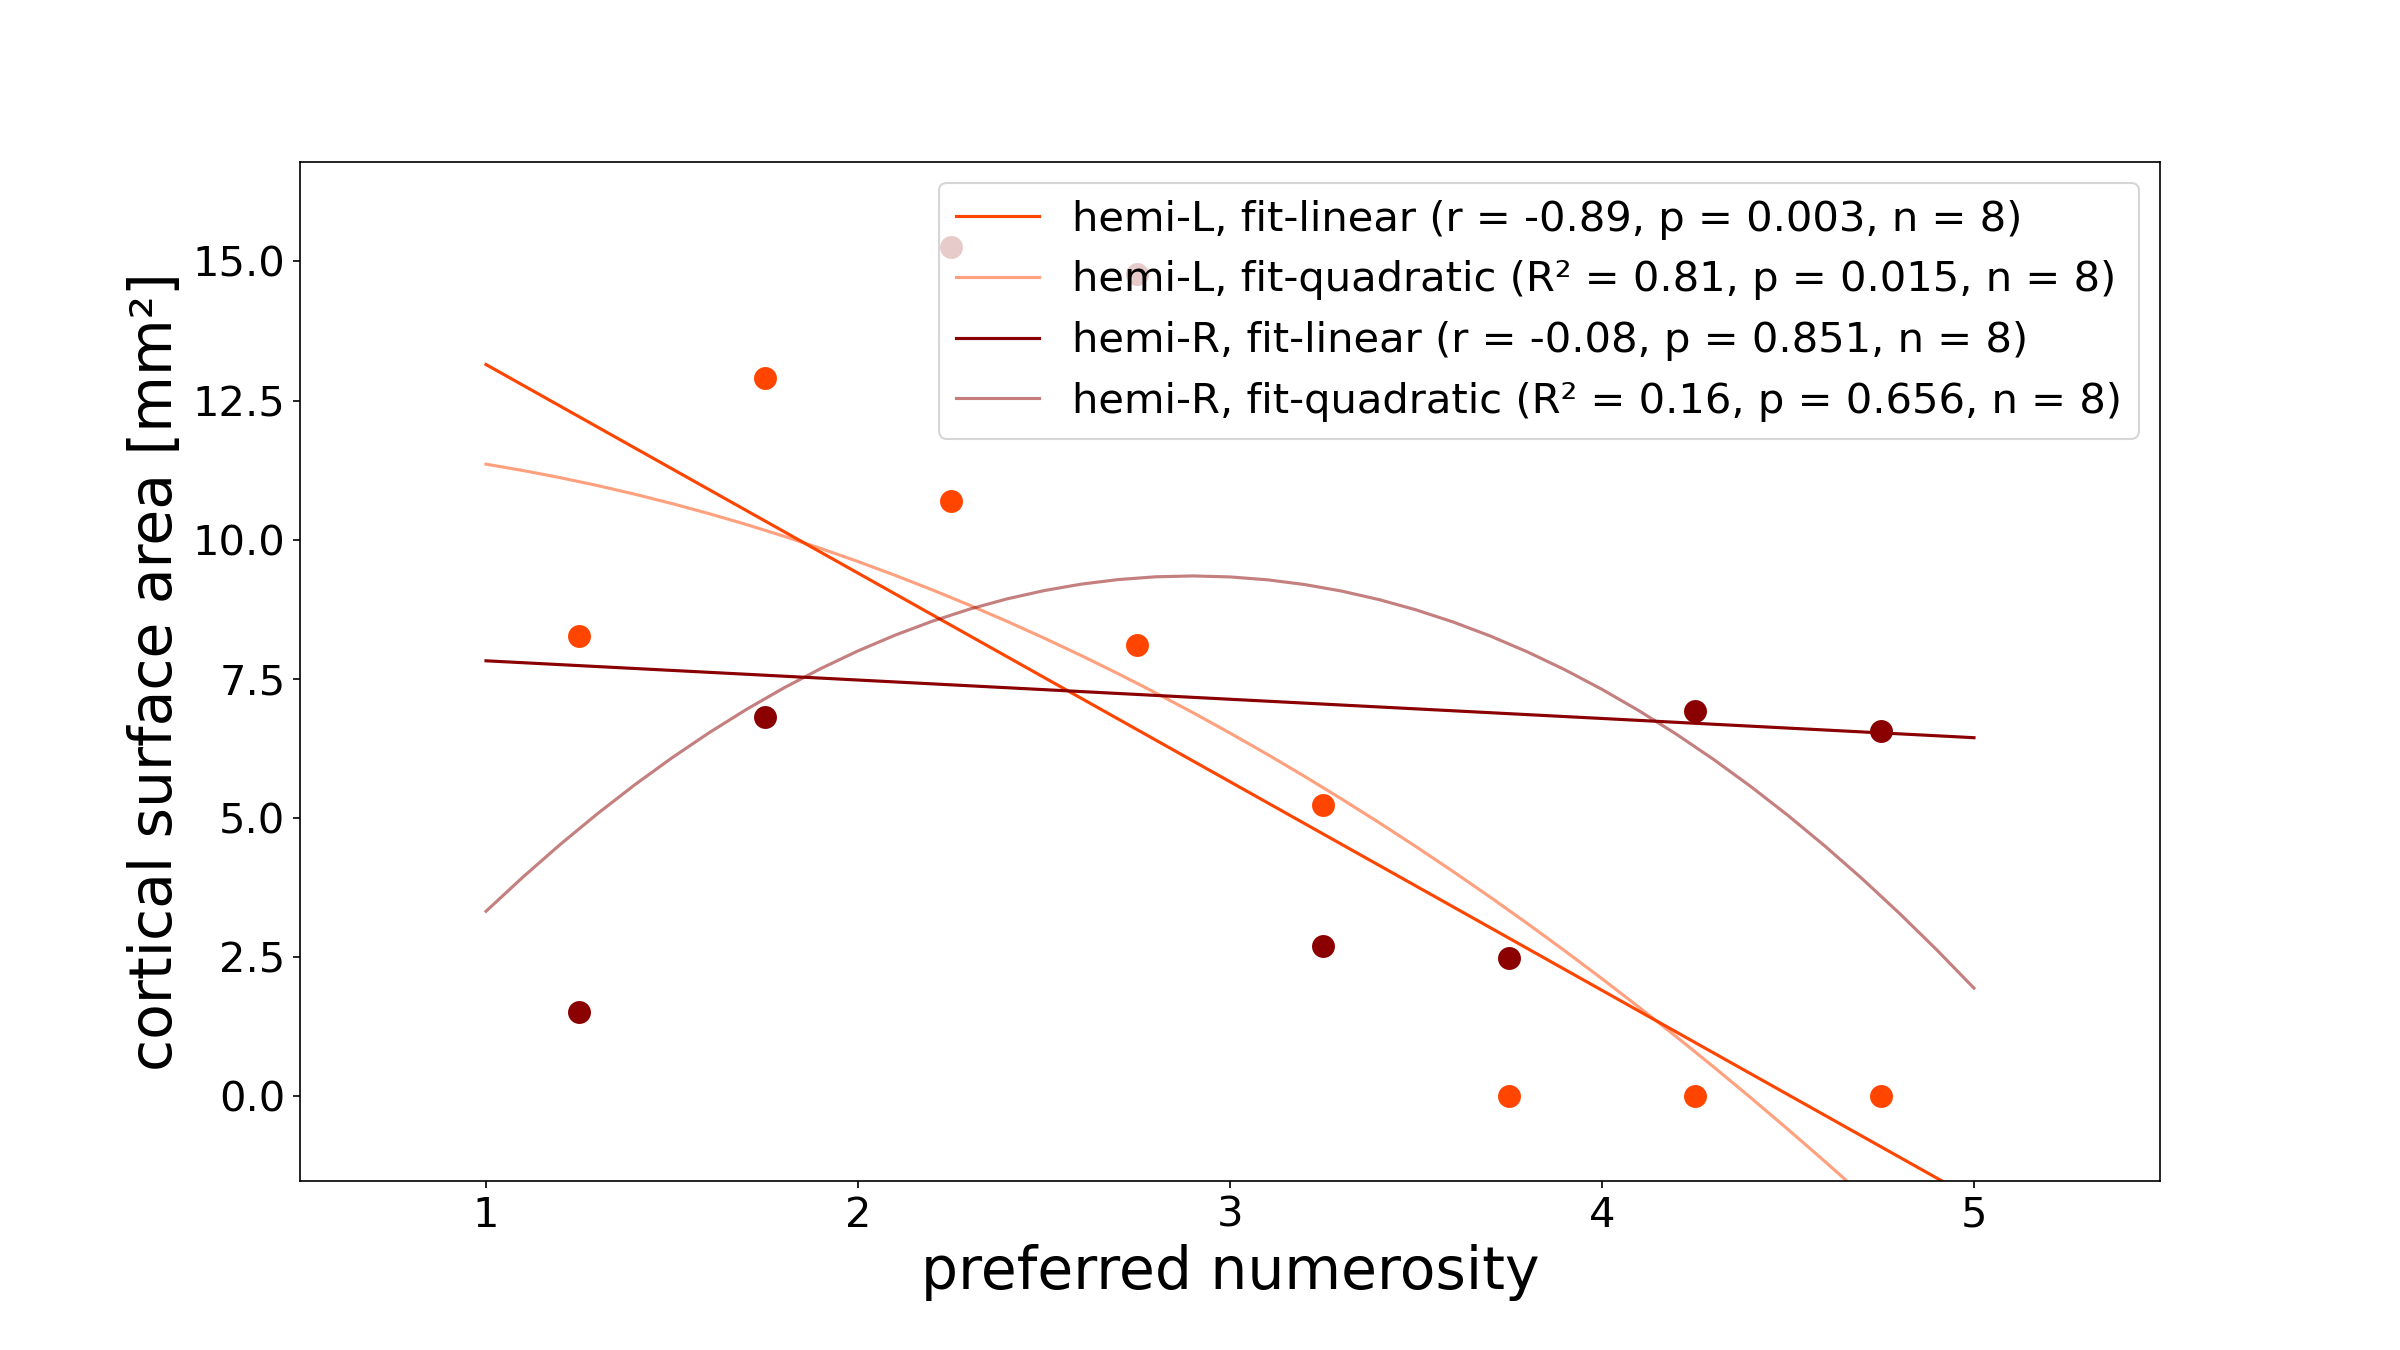 hemi-L, fit-linear (r = -0.89, p = 0.003, n = 8)
hemi-L, fit-quadratic (R² = 0.81, p = 0.015, n = 8)
hemi-R, fit-linear (r = -0.08, p = 0.851, n = 8)
hemi-R, fit-quadratic (R² = 0.16, p = 0.656, n = 8)
cortical surface area [mm²]
15.0
12.5
10.0
7.5
5.0
2.5
0.0
1 2 3 4 5
preferred numerosity